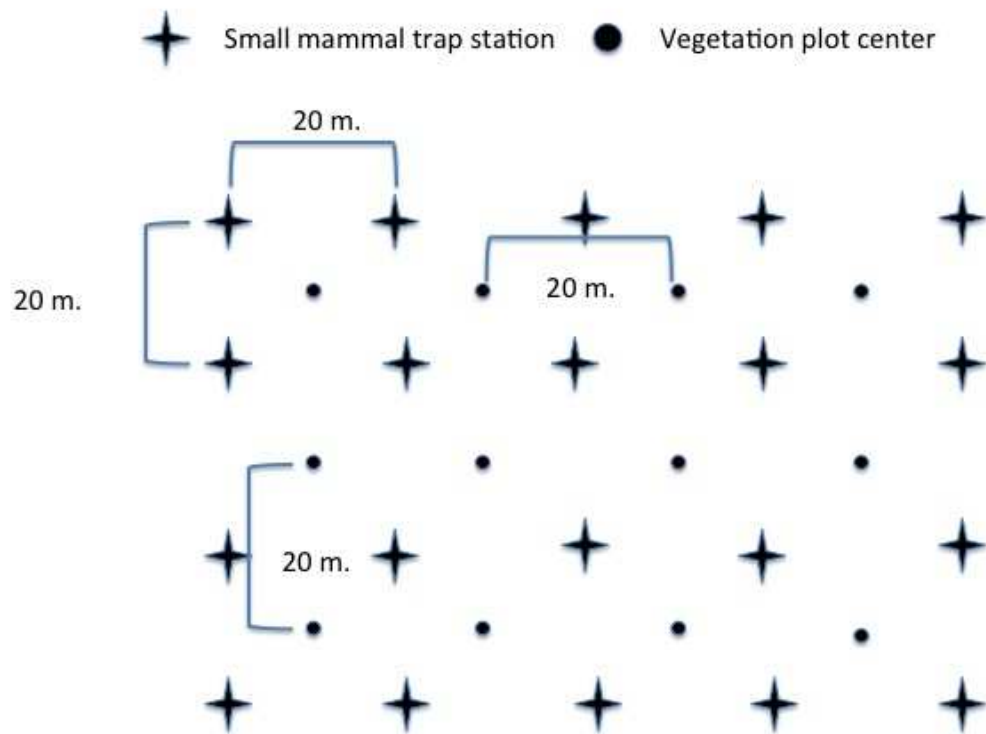 Small mammal trap station
Vegetation plot center
20 m.
20 m.
20 m.
20 m.